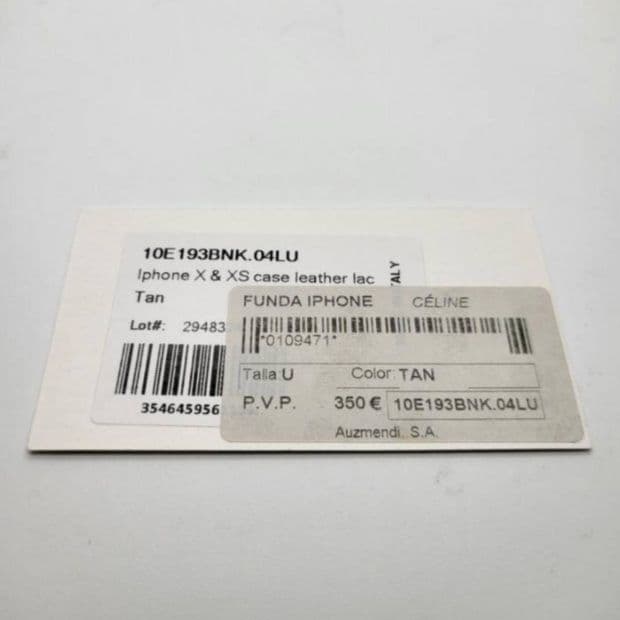 10E193BNK.04LU
Iphone X & XS case leather lac
Tan
Lot#: 29483
354645956
ALY
FUNDA IPHONE CÉLINE
*0109471*
Talla: U Color: TAN
P.V.P. 350 € 10E193BNK.04LU
Auzmendi, S.A.